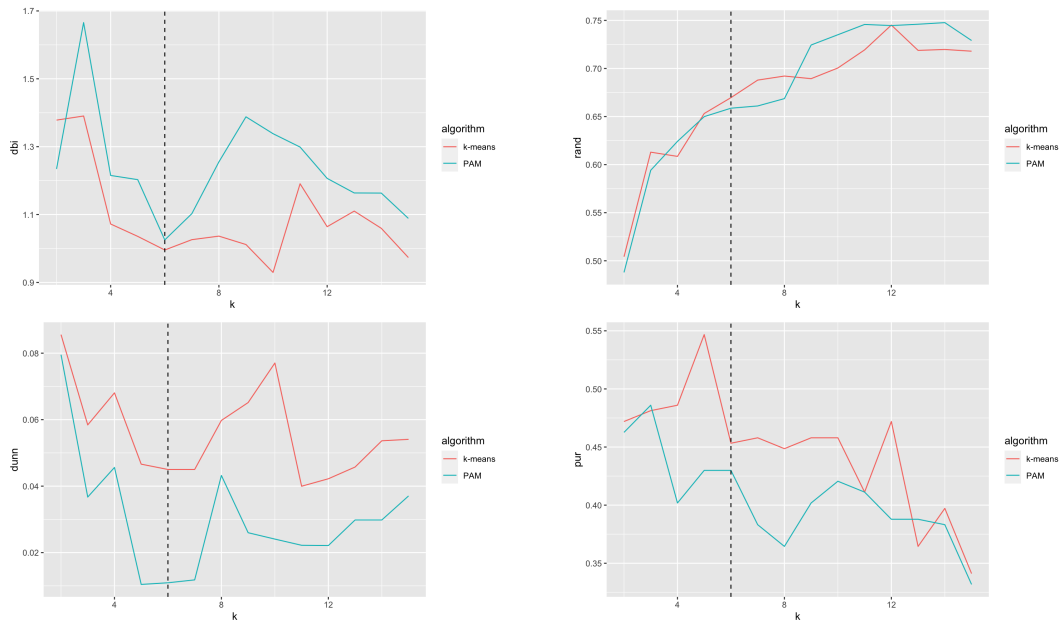 1.7
1.5
1.3
1.1
0.9
dbi
4
8
12
k
algorithm
k-means
PAM
0.75
0.70
0.65
0.60
0.55
0.50
rand
4
8
12
k
algorithm
k-means
PAM
0.08
0.06
0.04
0.02
dunn
4
8
12
k
algorithm
k-means
PAM
0.55
0.50
0.45
0.40
0.35
pur
4
8
12
k
algorithm
k-means
PAM